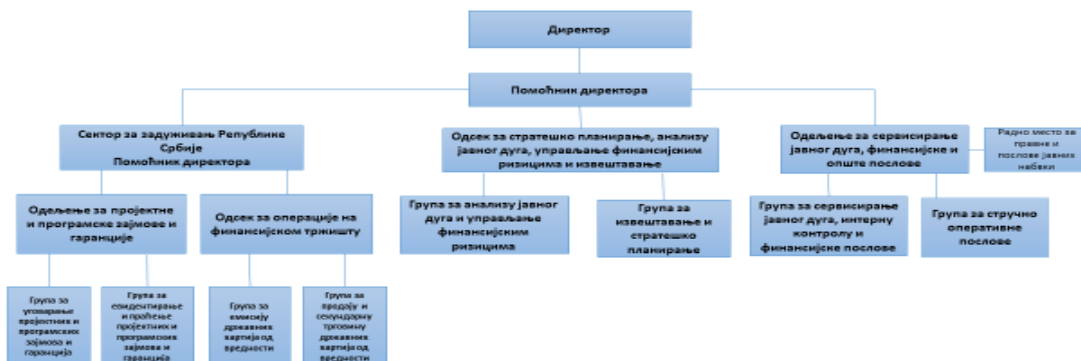 Директор
Помоћник директора
Сектор за задуживањ Републике
Србије
Помоћник директора
Одсек за стратешко планирање, анализу
јавног дуга, управљање финансијским
ризицима и извештавање
Одељење за сервисирање
јавног дуга, финансијске и
опште послове
Радно место за
правне и
послове јавних
набвки
Одељење за пројектне
и програмске зајмове и
гаранције
Одсек за операције на
финансијском тржишту
Група за анализу јавног
дуга и управљање
финансијским
ризицима
Група за
извештавање и
стратешко
планирање
Група за сервисирање
јавног дуга, интерну
контролу и
финансијске послове
Група за стручно
оперативне
послове
Група за
уговарање
пројектних и
програмских
зајмова и
гаранција
Група за
евидентирање
и праћење
пројектних и
програмских
зајмова и
гаранција
Група за
емисију
државних
хартија од
вредности
Група за
продају и
секундарну
трговину
државних
хартија од
вредности